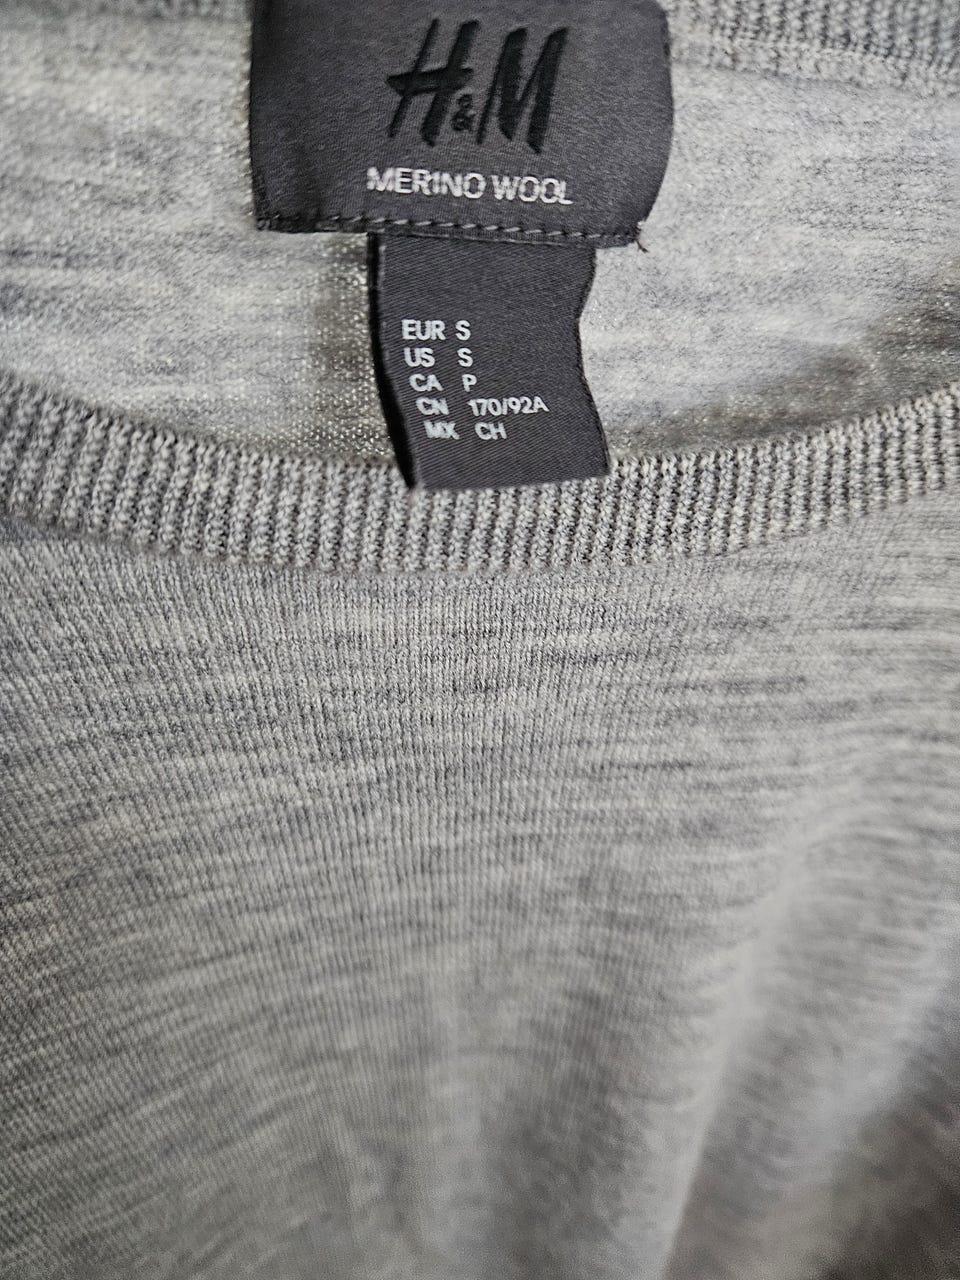 H&M
MERINO WOOL
EUR S
US S
CA P
CN 170/92A
MX CH